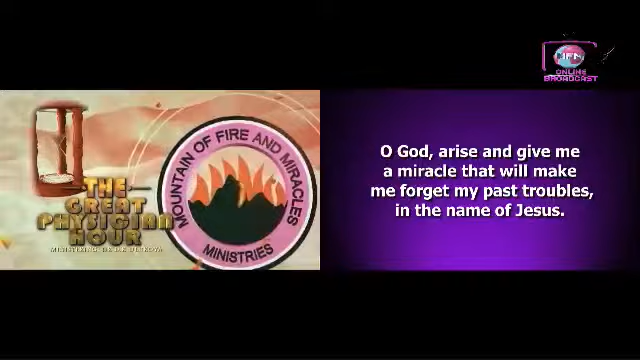 ONLINE
BROADCAST
MOUNTAIN OF FIRE AND MIRACLES
MINISTRIES
THE
GREAT
PHYSICIAN
HOUR
O God, arise and give me
a miracle that will make
me forget my past troubles,
in the name of Jesus.